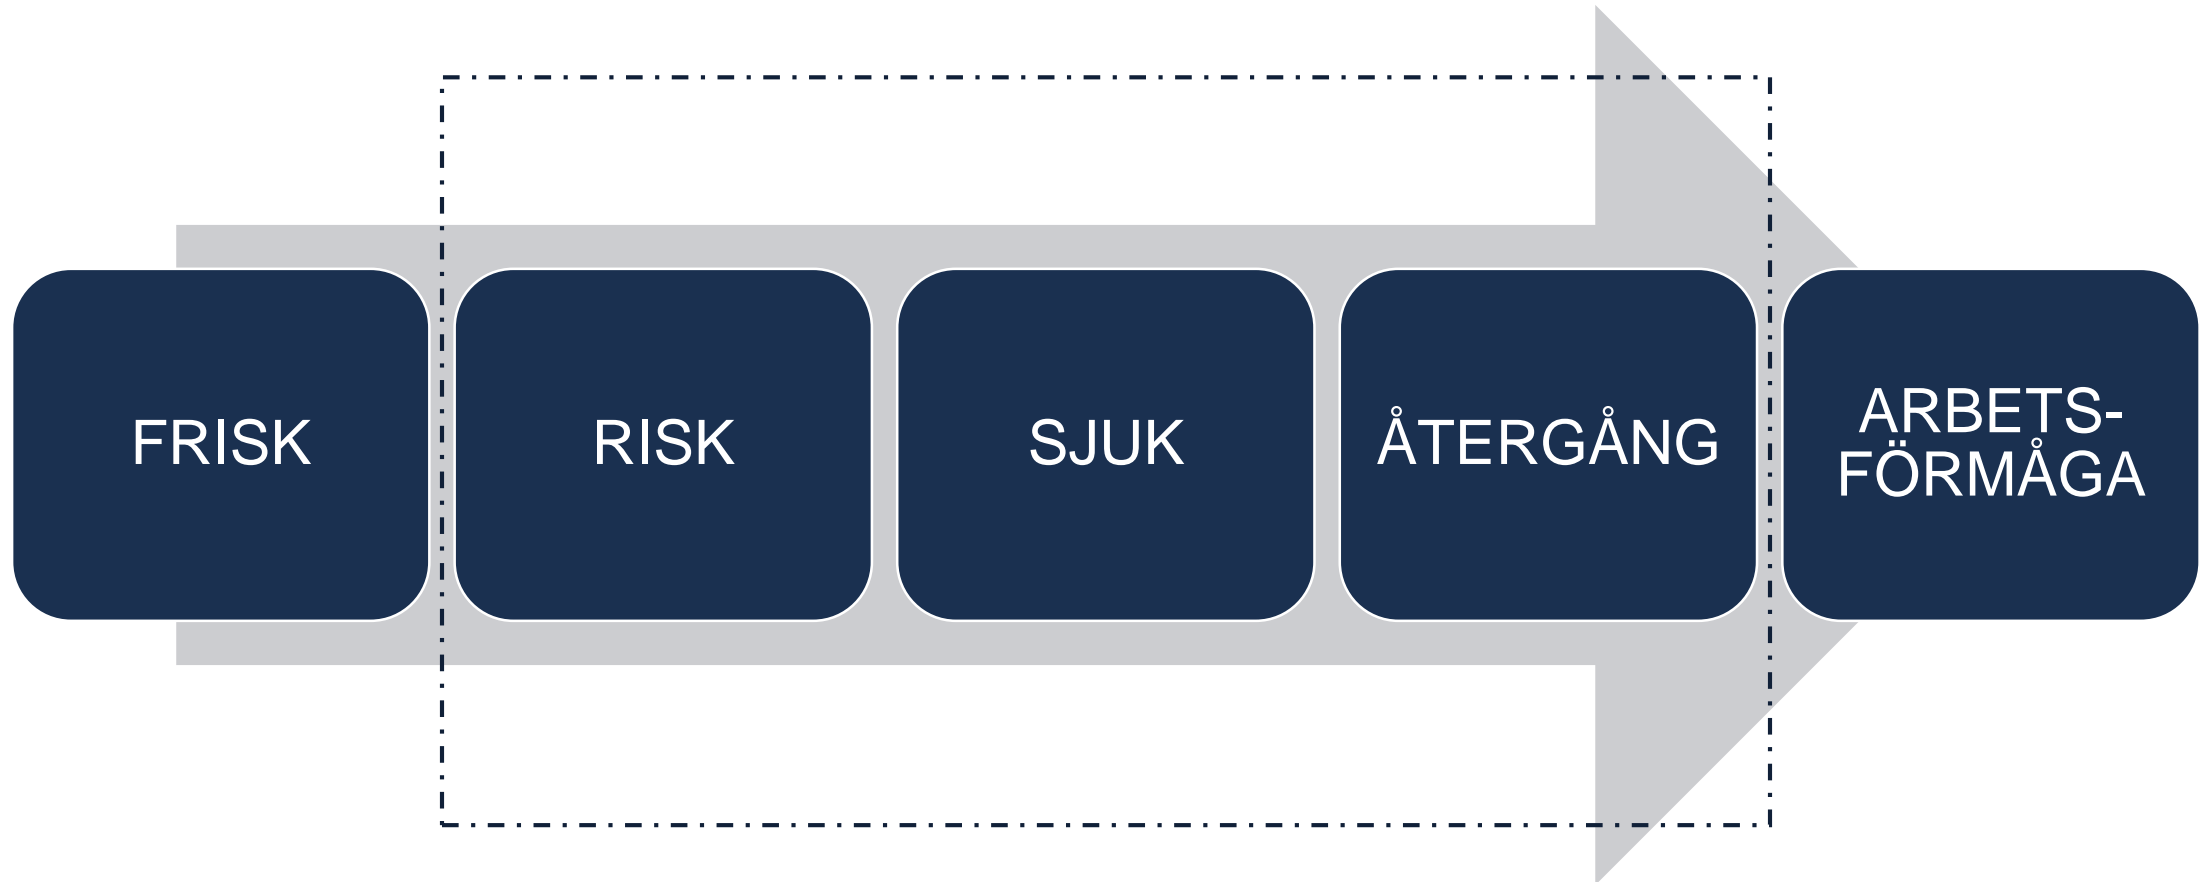 FRISK
RISK
SJUK
ÅTERGÅNG
ARBETS-
FÖRMÅGA